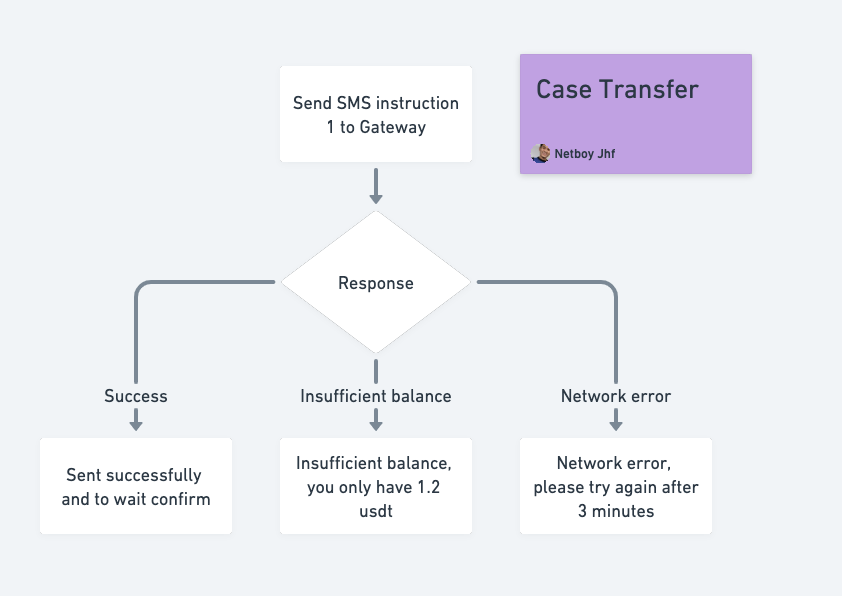 Send SMS instruction
1 to Gateway
Case Transfer
Netboy Jhf
Response
Success
Insufficient balance
Network error
Sent successfully
and to wait confirm
Insufficient balance,
you only have 1.2
usdt
Network error,
please try again after
3 minutes